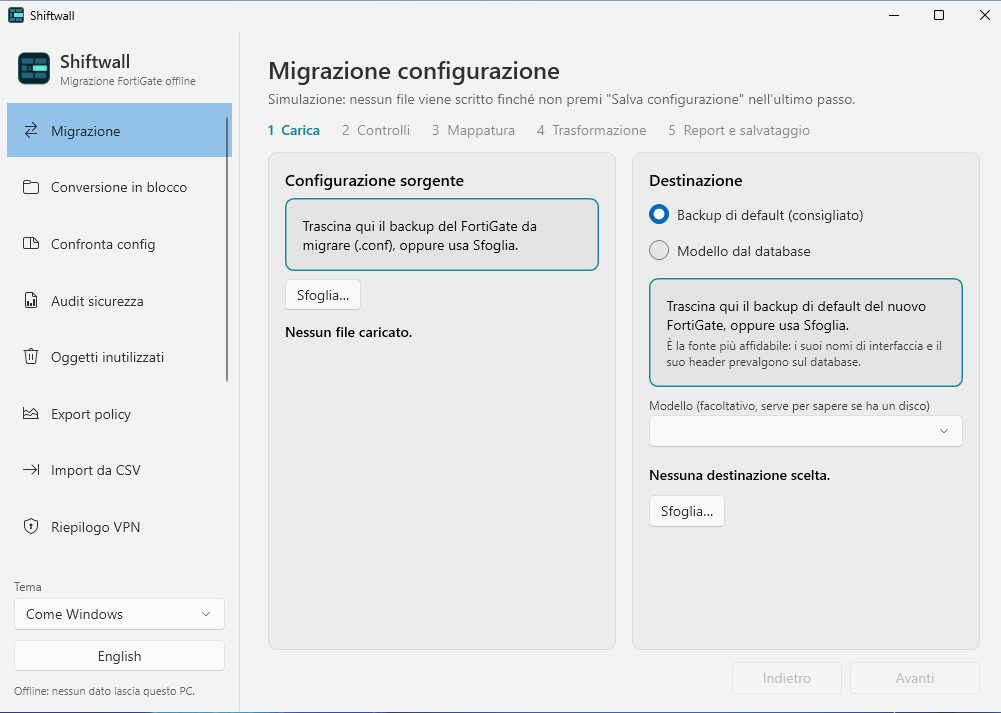 Shiftwall
Shiftwall
Migrazione FortiGate offline
Migrazione
Conversione in blocco
Confronta config
Audit sicurezza
Oggetti inutilizzati
Export policy
Import da CSV
Riepilogo VPN
Tema
Come Windows
English
Offline: nessun dato lascia questo PC.
Migrazione configurazione
Simulazione: nessun file viene scritto finché non premi "Salva configurazione" nell'ultimo passo.
1 Carica 2 Controlli 3 Mappatura 4 Trasformazione 5 Report e salvataggio
Configurazione sorgente
Trascina qui il backup del FortiGate da
migrare (.conf), oppure usa Sfoglia.
Sfoglia...
Nessun file caricato.
Destinazione
Backup di default (consigliato)
Modello dal database
Trascina qui il backup di default del nuovo
FortiGate, oppure usa Sfoglia.
È la fonte più affidabile: i suoi nomi di interfaccia e il
suo header prevalgono sul database.
Modello (facoltativo, serve per sapere se ha un disco)
Nessuna destinazione scelta.
Sfoglia...
Indietro
Avanti